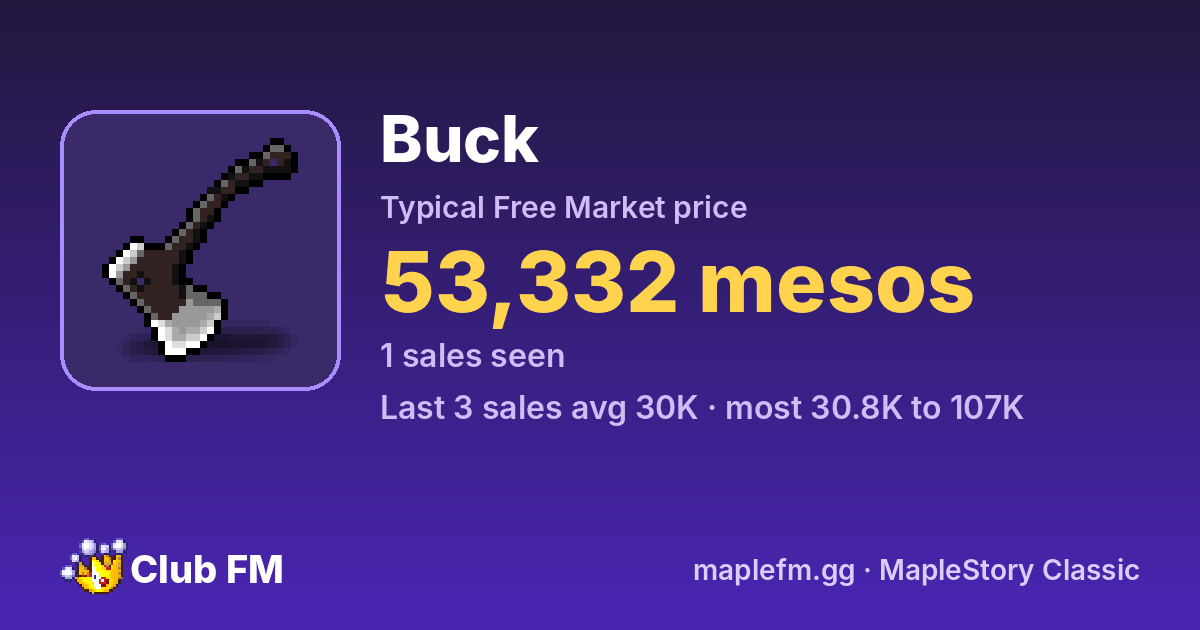 Buck
Typical Free Market price
53,332 mesos
1 sales seen
Last 3 sales avg 30K · most 30.8K to 107K
Club FM
maplefm.gg · MapleStory Classic